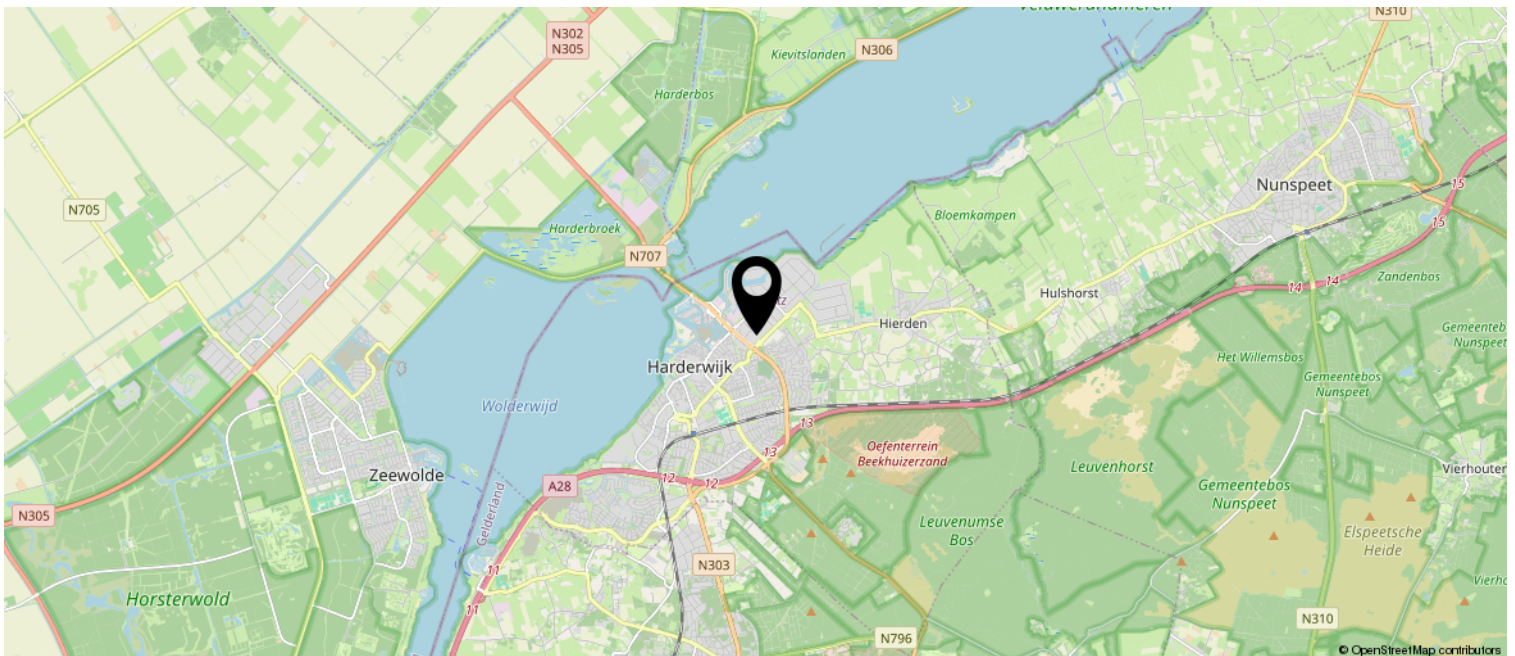 N302
N305
N306
Kievitslanden
N310
Harderbos
N705
Nunspeet
15
15
Bloemkampen
Harderbroek
N707
Zandenbos
14
14
Hulshorst
Hierden
Gemeenteb
Nunspeet
Het Willemsbos
Harderwijk
Gemeentebos
Nunspeet
Wolderwijd
13
13
Oefenterrein
Beekhuizerzand
Leuvenhorst
Vierhouten
Zeewolde
12
12
A28
Gelderland
Gemeentebos
Nunspeet
N305
Leuvenumse
Bos
Elspeetsche
Heide
11
N303
Vierho
Horsterwold
11
N310
N796
© OpenStreetMap contributors